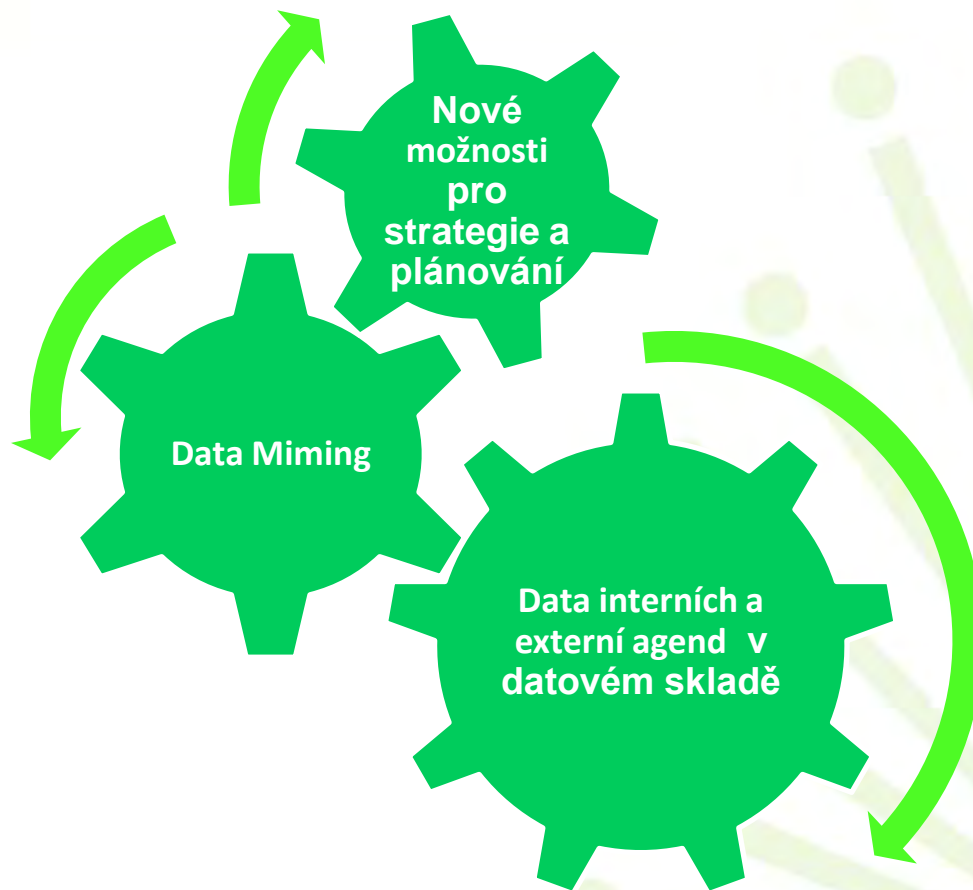 Nové
možnosti
pro
strategie a
plánování
Data Miming
Data interních a
externí agend v
datovém skladě